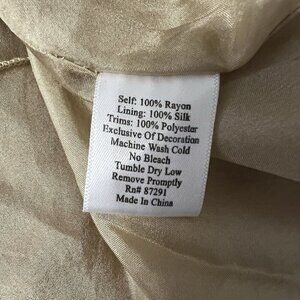 Self: 100% Rayon
Lining: 100% Silk
Trims: 100% Polyester
Exclusive Of Decoration
Machine Wash Cold
No Bleach
Tumble Dry Low
Remove Promptly
Rn# 87291
Made In China